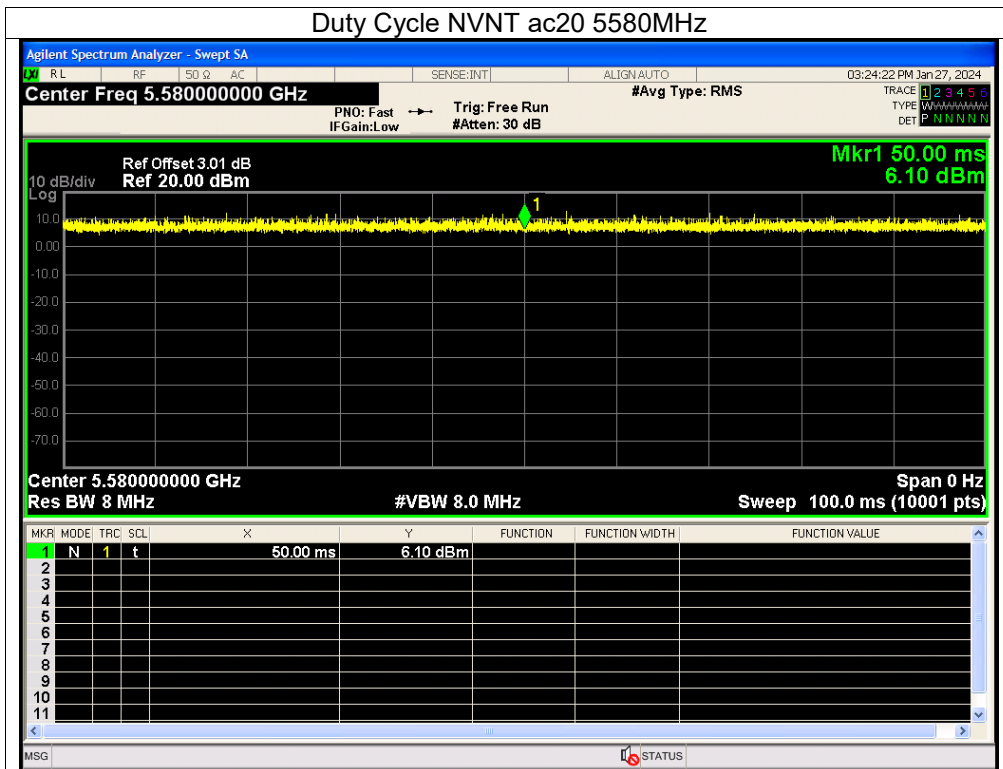 Duty Cycle NVNT ac20 5580MHz
Agilent Spectrum Analyzer - Swept SA
LXI RL RF 50 Ω AC SENSE:INT ALIGN AUTO 03:24:22 PM Jan 27, 2024
Center Freq 5.580000000 GHz #Avg Type: RMS TRACE 1 2 3 4 5 6
PNO: Fast Trig: Free Run TYPE WWWWWW
IFGain:Low #Atten: 30 dB DET P N N N N N
Mkr1 50.00 ms
Ref Offset 3.01 dB
10 dB/div Ref 20.00 dBm 6.10 dBm
Log
1
10.0
0.00
-10.0
-20.0
-30.0
-40.0
-50.0
-60.0
-70.0
Center 5.580000000 GHz Span 0 Hz
Res BW 8 MHz #VBW 8.0 MHz Sweep 100.0 ms (10001 pts)
MKR MODE TRC SCL X Y FUNCTION FUNCTION WIDTH FUNCTION VALUE
1 N 1 t 50.00 ms 6.10 dBm
2
3
4
5
6
7
8
9
10
11
MSG STATUS